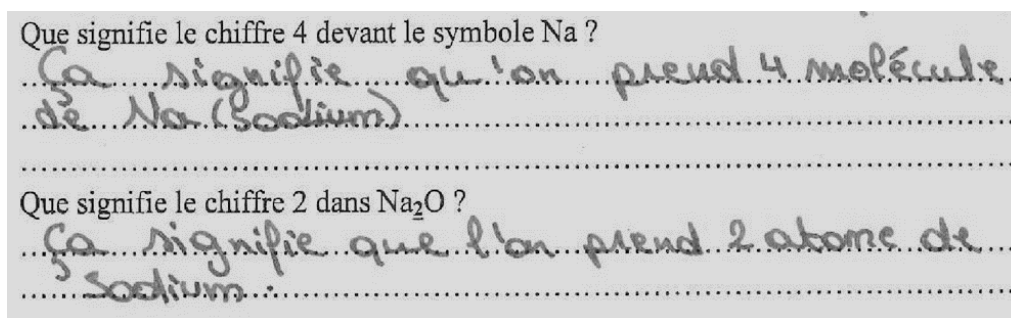 Que signifie le chiffre 4 devant le symbole Na ?
Ça signifie qu'on prend 4 molécule
de Na (Sodium)
Que signifie le chiffre 2 dans Na₂O ?
Ça signifie que l'on prend 2 atome de
Sodium.